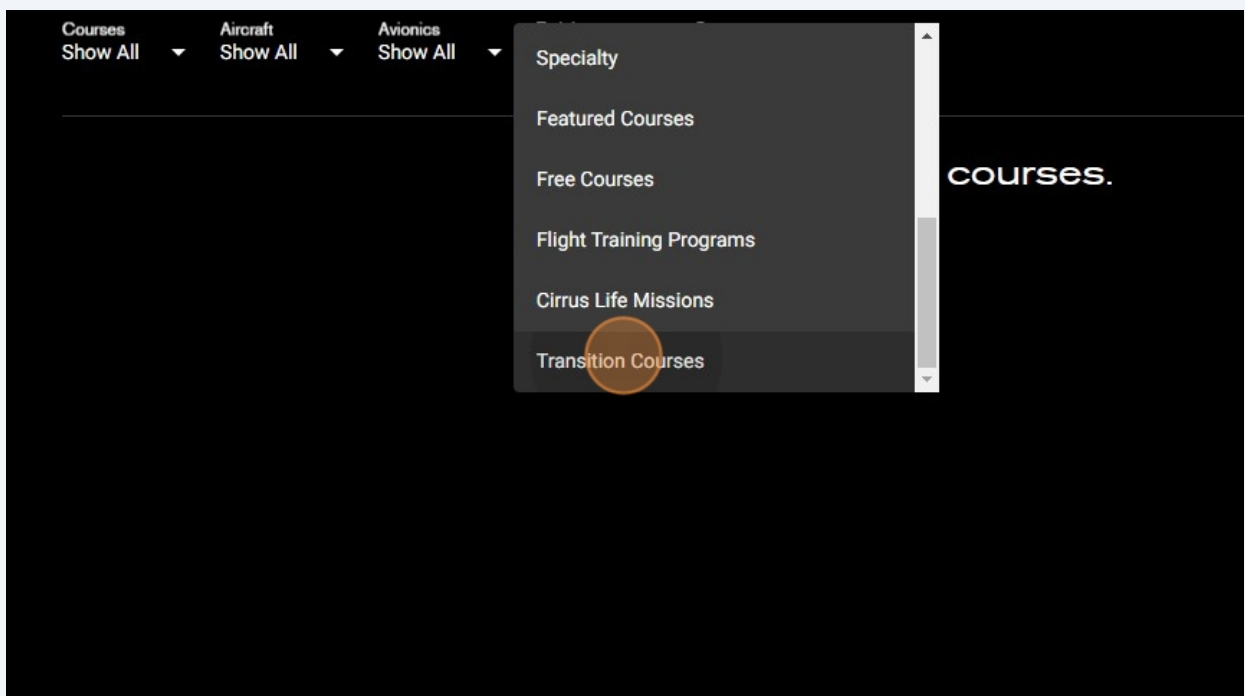 Courses Aircraft Avionics
Show All Show All Show All
Specialty
Featured Courses
Free Courses
courses.
Flight Training Programs
Cirrus Life Missions
Transition Courses